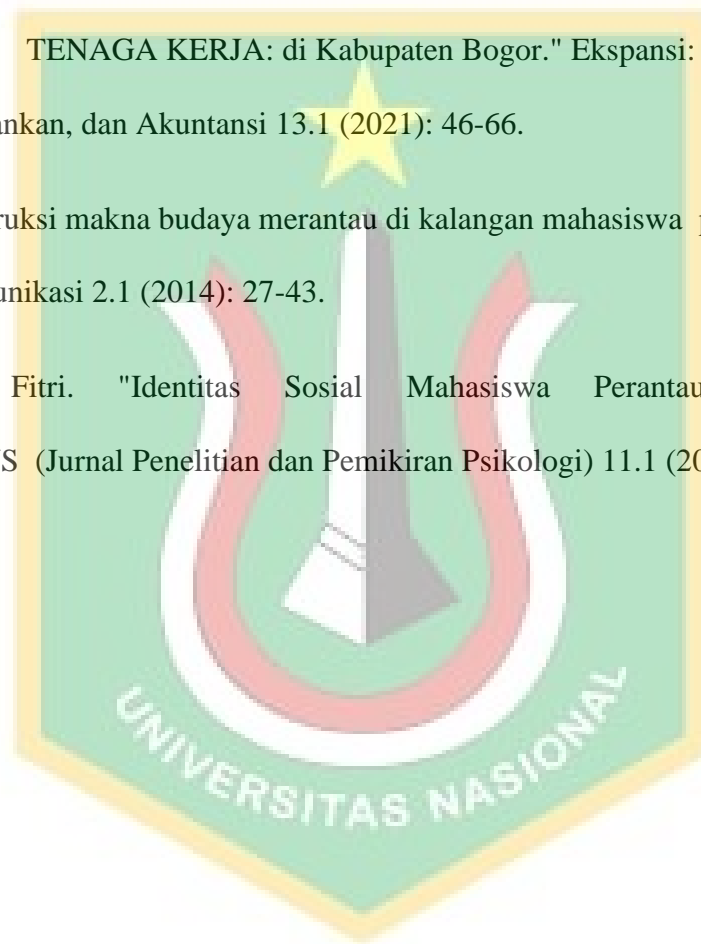 TENAGA KERJA: di Kabupaten Bogor." Ekspansi:
ankan, dan Akuntansi 13.1 (2021): 46-66.
ruksi makna budaya merantau di kalangan mahasiswa
unikasi 2.1 (2014): 27-43.
Fitri. "Identitas Sosial Mahasiswa Perantau
S (Jurnal Penelitian dan Pemikiran Psikologi) 11.1 (20
UNIVERSITAS NASIONAL